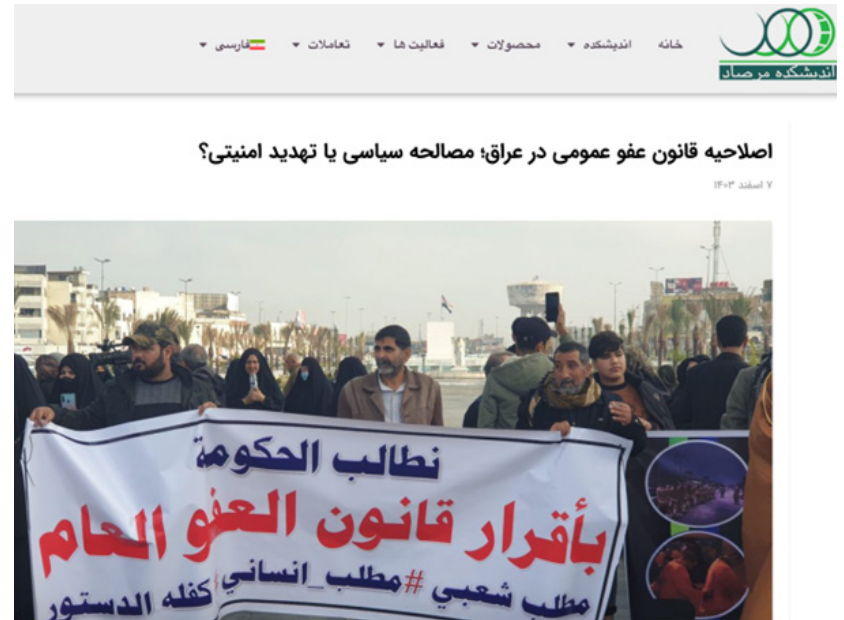 خانه اندیشکده محصولات فعالیت ها تعاملات فارسی
اندیشکده مرصاد
اصلاحیه قانون عفو عمومی در عراق؛ مصالحه سیاسی یا تهدید امنیتی؟
۷ اسفند ۱۴۰۳
نطالب الحكومة
بأقرار قانون العفو العام
مطلب شعبي #مطلب_انساني كفله الدستور